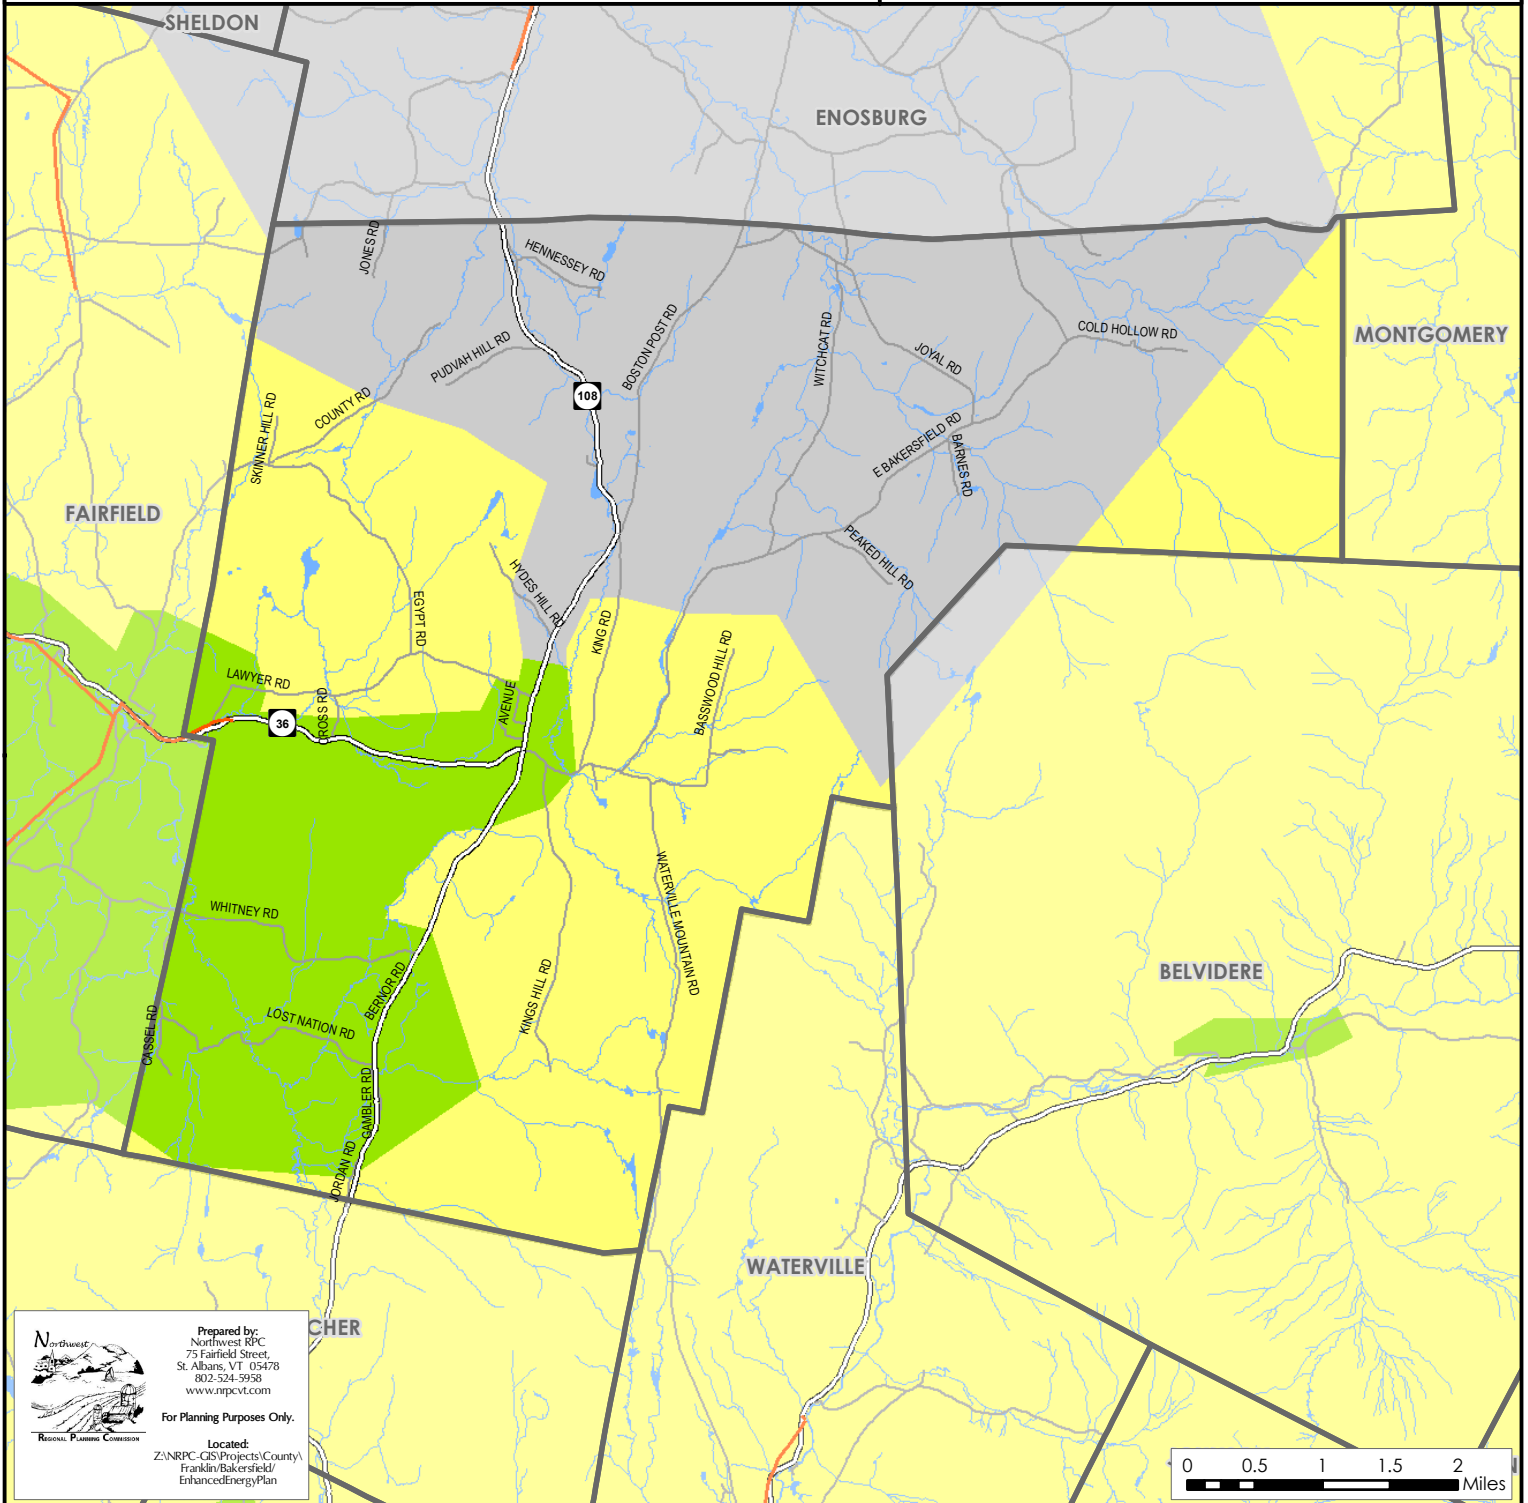 SHELDON
ENOSBURG
JONES RD
HENNESSEY RD
BOSTON POST RD
WITCHCAT RD
COLD HOLLOW RD
MONTGOMERY
PUDVAH HILL RD
JOYAL RD
108
COUNTY RD
SKINNER HILL RD
E BAKERSFIELD RD
BARNES RD
FAIRFIELD
PEAKED HILL RD
HYDES HILL RD
EGYPT RD
KING RD
BASSWOOD HILL RD
LAWYER RD
CROSS RD
AVENUE
36
WATERVILLE MOUNTAIN RD
WHITNEY RD
BERNOR RD
KINGS HILL RD
BELVIDERE
LOST NATION RD
CASSEL RD
GAMBLER RD
JORDAN RD
WATERVILLE
CHER
Northwest
REGIONAL PLANNING COMMISSION
Prepared by:
Northwest RPC
75 Fairfield Street,
St. Albans, VT 05478
802-524-5958
www.nrpcvt.com
For Planning Purposes Only.
Located:
Z:\NRPC-GIS\Projects\County\
Franklin/Bakersfield/
EnhancedEnergyPlan
0 0.5 1 1.5 2
Miles